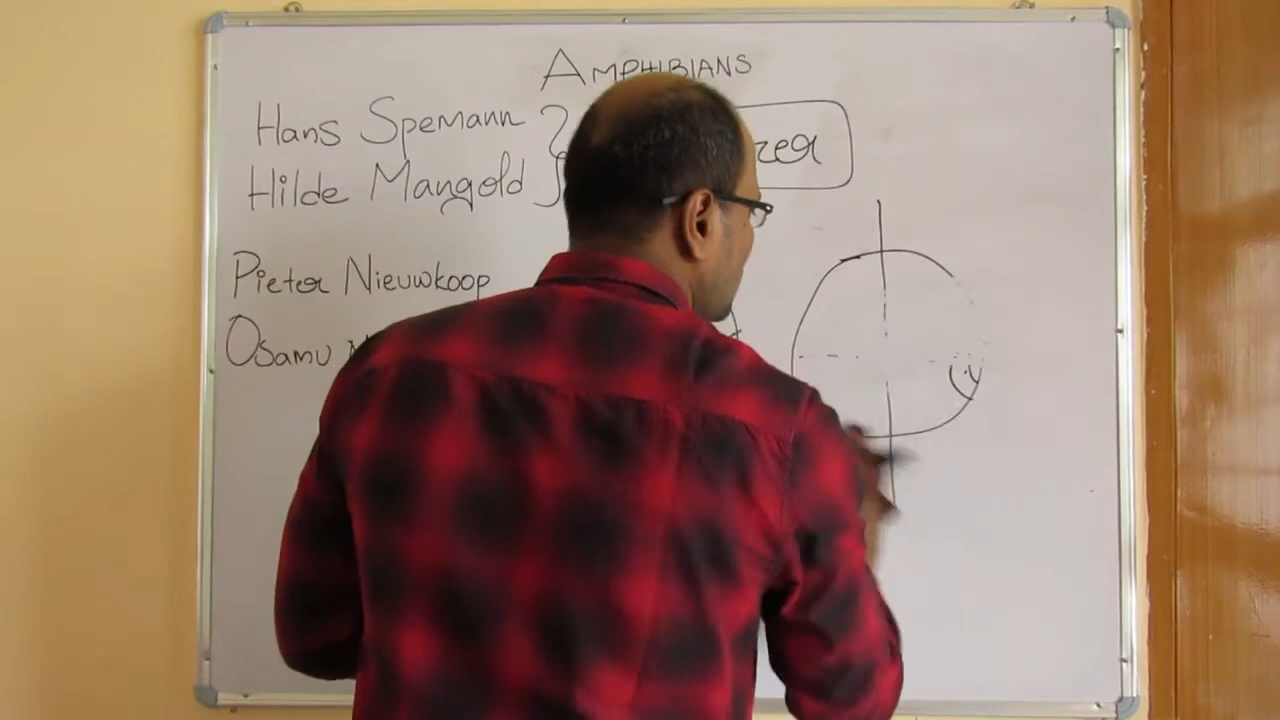 AMPHIBIANS
Hans Spemann
Hilde Mangold
Pieter Nieuwkoop
Osamu